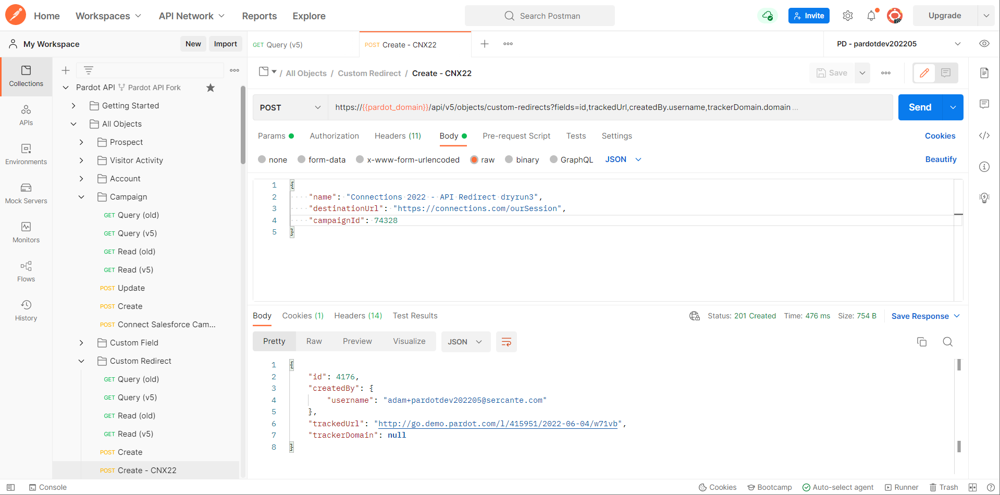 Home Workspaces API Network Reports Explore Search Postman Invite Upgrade
My Workspace New Import
GET Query (v5) POST Create - CNX22 PD - pardotdev202205
Collections
APIs
Environments
Mock Servers
Monitors
Flows
History
Pardot API Pardot API Fork
Getting Started
All Objects
Prospect
Visitor Activity
Account
Campaign
GET Query (old)
GET Query (v5)
GET Read (old)
GET Read (v5)
POST Update
POST Create
POST Connect Salesforce Cam...
Custom Field
Custom Redirect
GET Query (old)
GET Query (v5)
GET Read (old)
GET Read (v5)
POST Create
POST Create - CNX22
/ All Objects / Custom Redirect / Create - CNX22 Save
POST https://{{pardot_domain}}/api/v5/objects/custom-redirects?fields=id,trackedUrl,createdBy.username,trackerDomain.domain ... Send
Params Authorization Headers (11) Body Pre-request Script Tests Settings Cookies
none form-data x-www-form-urlencoded raw binary GraphQL JSON Beautify
1 {
2 "name": "Connections 2022 - API Redirect dryrun3",
3 "destinationUrl": "https://connections.com/ourSession",
4 "campaignId": 74328
5 }
Body Cookies (1) Headers (14) Test Results Status: 201 Created Time: 476 ms Size: 754 B Save Response
Pretty Raw Preview Visualize JSON
1 {
2 "id": 4176,
3 "createdBy": {
4 "username": "adam+pardotdev202205@sercante.com"
5 },
6 "trackedUrl": "http://go.demo.pardot.com/l/415951/2022-06-04/w71vb",
7 "trackerDomain": null
8 }
Console Cookies Bootcamp Auto-select agent Runner Trash